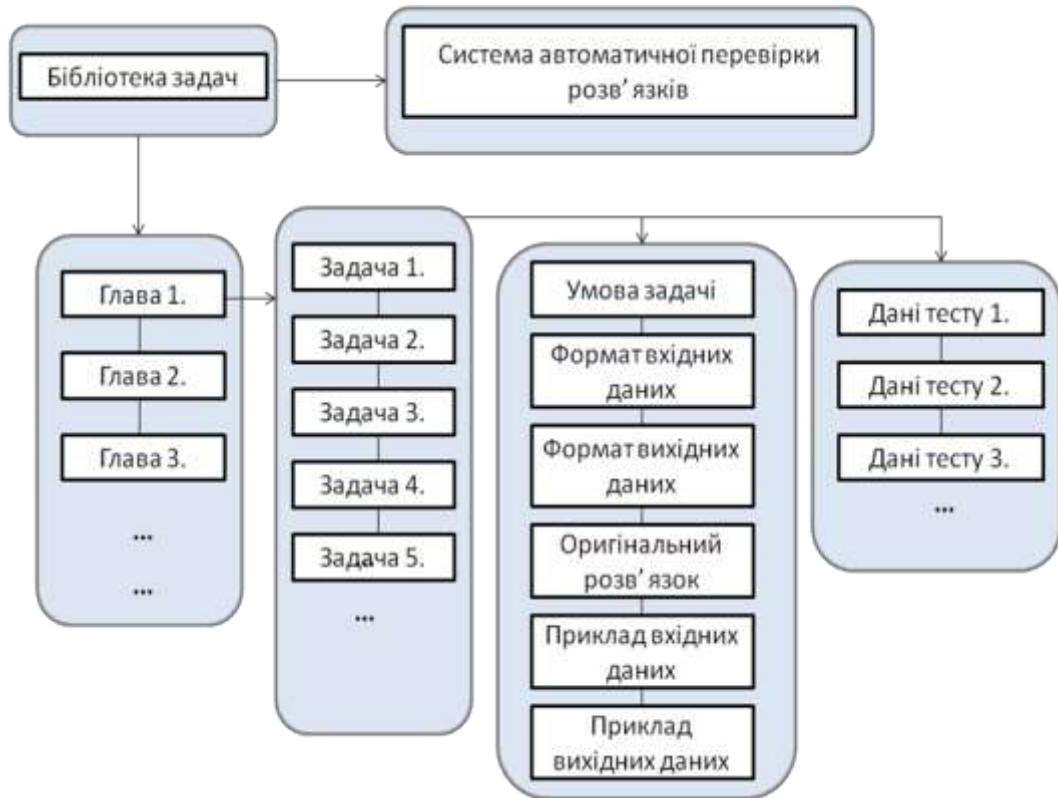 Бібліотека задач
Система автоматичної перевірки
розв’ язків
Глава 1.
Глава 2.
Глава 3.
...
...
Задача 1.
Задача 2.
Задача 3.
Задача 4.
Задача 5.
...
Умова задачі
Формат вхідних
даних
Формат вихідних
даних
Оригінальний
розв’ язок
Приклад вхідних
даних
Приклад
вихідних даних
Дані тесту 1.
Дані тесту 2.
Дані тесту 3.
...